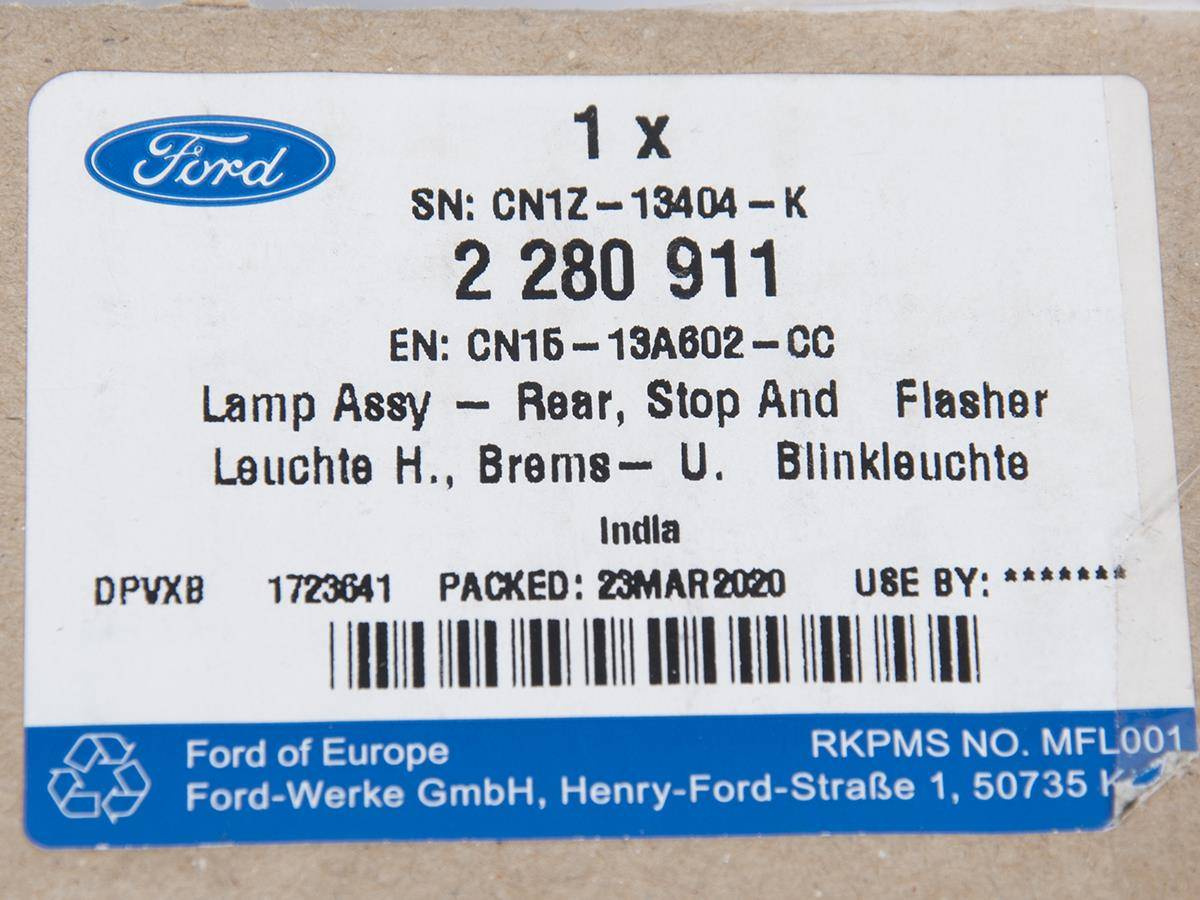 Ford
1 x
SN: CN1Z-13404-K
2 280 911
EN: CN15-13A602-CC
Lamp Assy - Rear, Stop And Flasher
Leuchte H., Brems- U. Blinkleuchte
India
DPVXB 1723641 PACKED: 23MAR2020 USE BY: *******
Ford of Europe RKPMS NO. MFL001
Ford-Werke GmbH, Henry-Ford-Straße 1, 50735